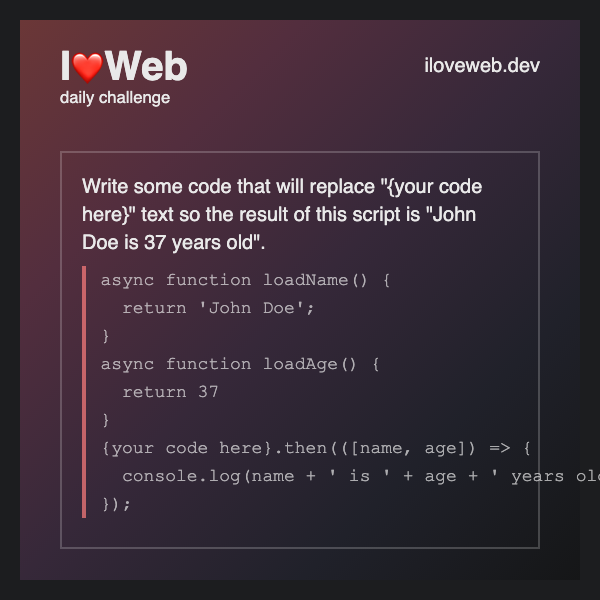 I❤️Web
iloveweb.dev
daily challenge
Write some code that will replace "{your code
here}" text so the result of this script is "John
Doe is 37 years old".
async function loadName() {
  return 'John Doe';
}
async function loadAge() {
  return 37
}
{your code here}.then(([name, age]) => {
  console.log(name + ' is ' + age + ' years
});